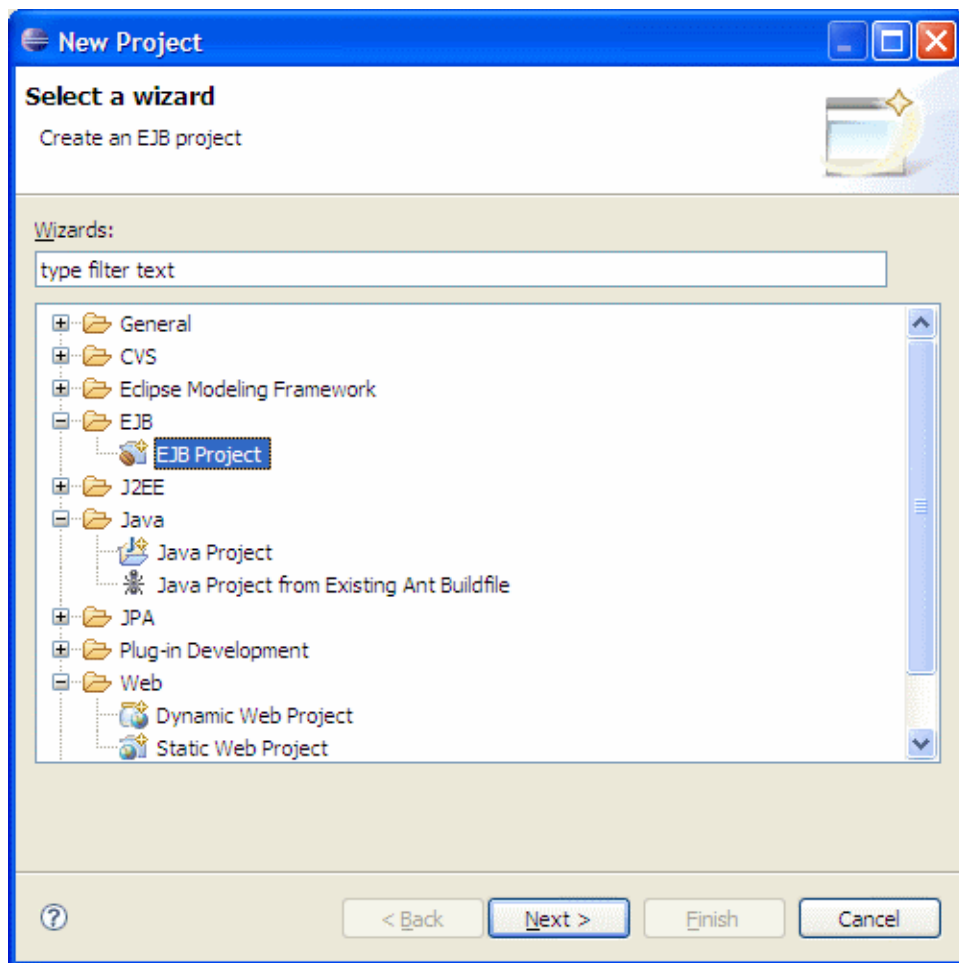 New Project
Select a wizard
Create an EJB project
Wizards:
type filter text
General
CVS
Eclipse Modeling Framework
EJB
EJB Project
J2EE
Java
Java Project
Java Project from Existing Ant Buildfile
JPA
Plug-in Development
Web
Dynamic Web Project
Static Web Project
? < Back Next > Finish Cancel